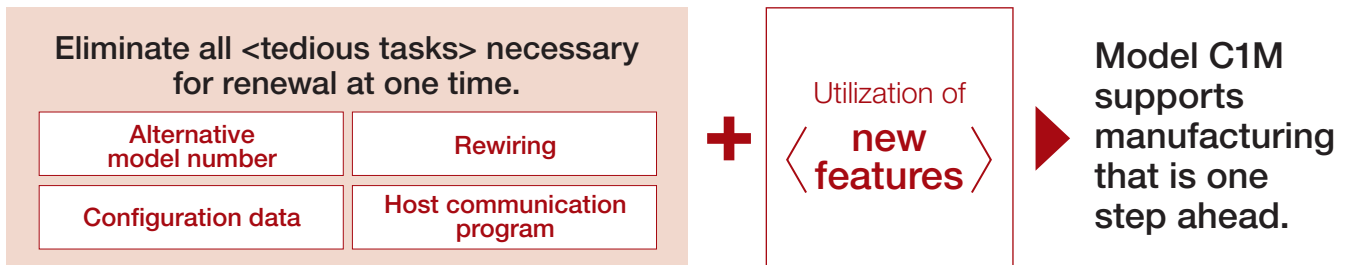 Eliminate all <tedious tasks> necessary
for renewal at one time.
Alternative
model number
Rewiring
Configuration data
Host communication
program
+
Utilization of
〈 new
features 〉
Model C1M
supports
manufacturing
that is one
step ahead.